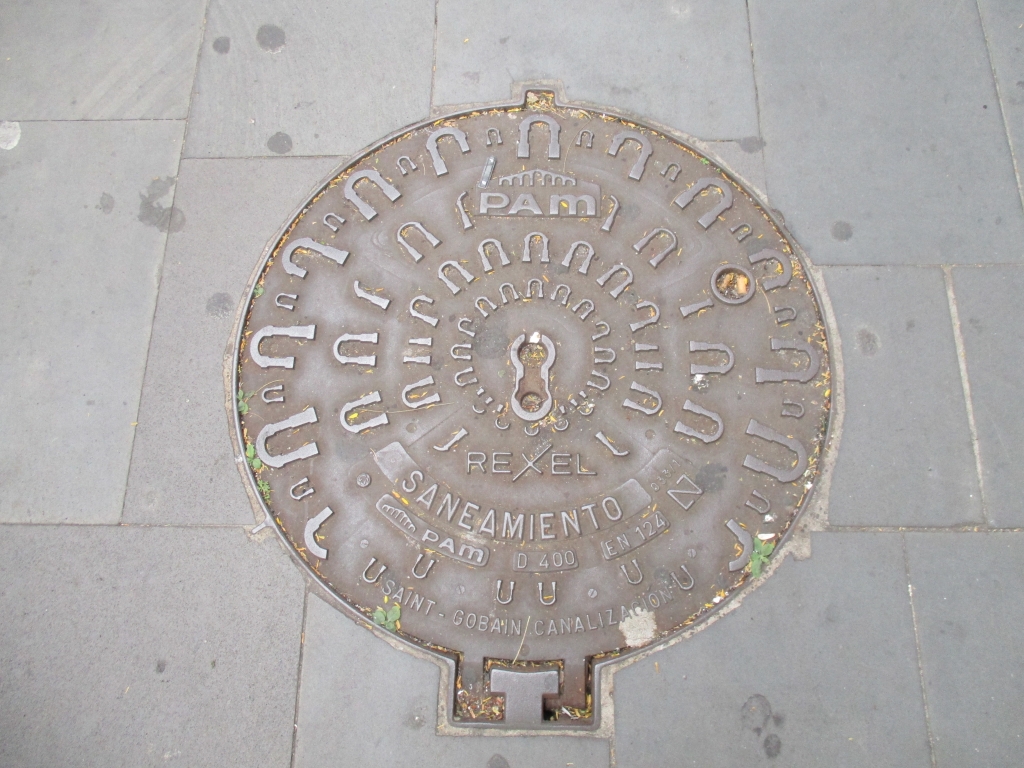 PAM
REXEL
SANEAMIENTO
PAM
D 400
EN 124
SAINT-GOBAIN CANALIZACION